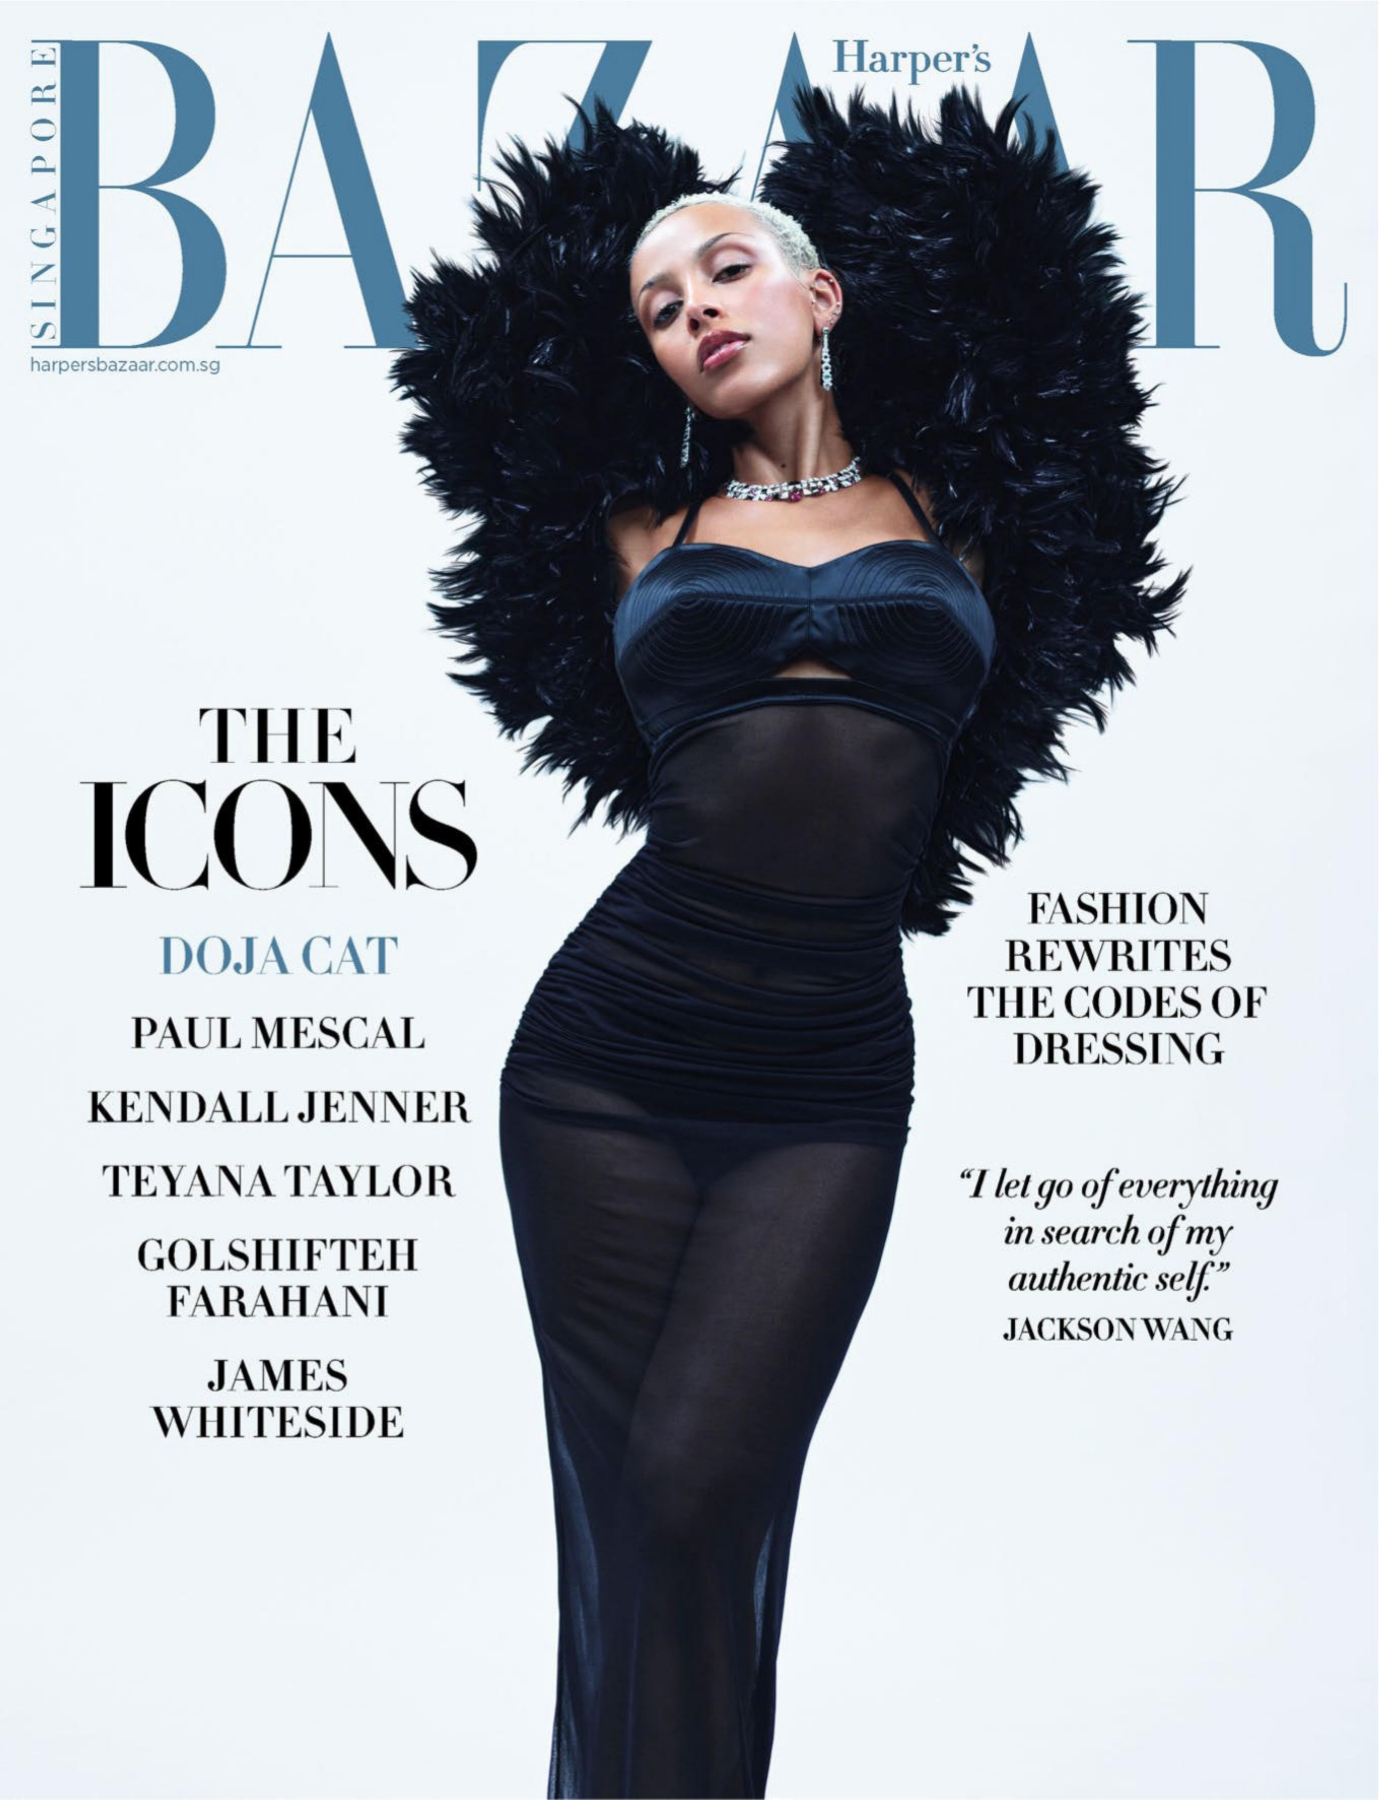 SINGAPORE
Harper's
BAZAAR
harpersbazaar.com.sg
THE
ICONS
DOJA CAT
PAUL MESCAL
KENDALL JENNER
TEYANA TAYLOR
GOLSHIFTEH
FARAHANI
JAMES
WHITESIDE
FASHION
REWRITES
THE CODES OF
DRESSING
“I let go of everything
in search of my
authentic self.”
JACKSON WANG